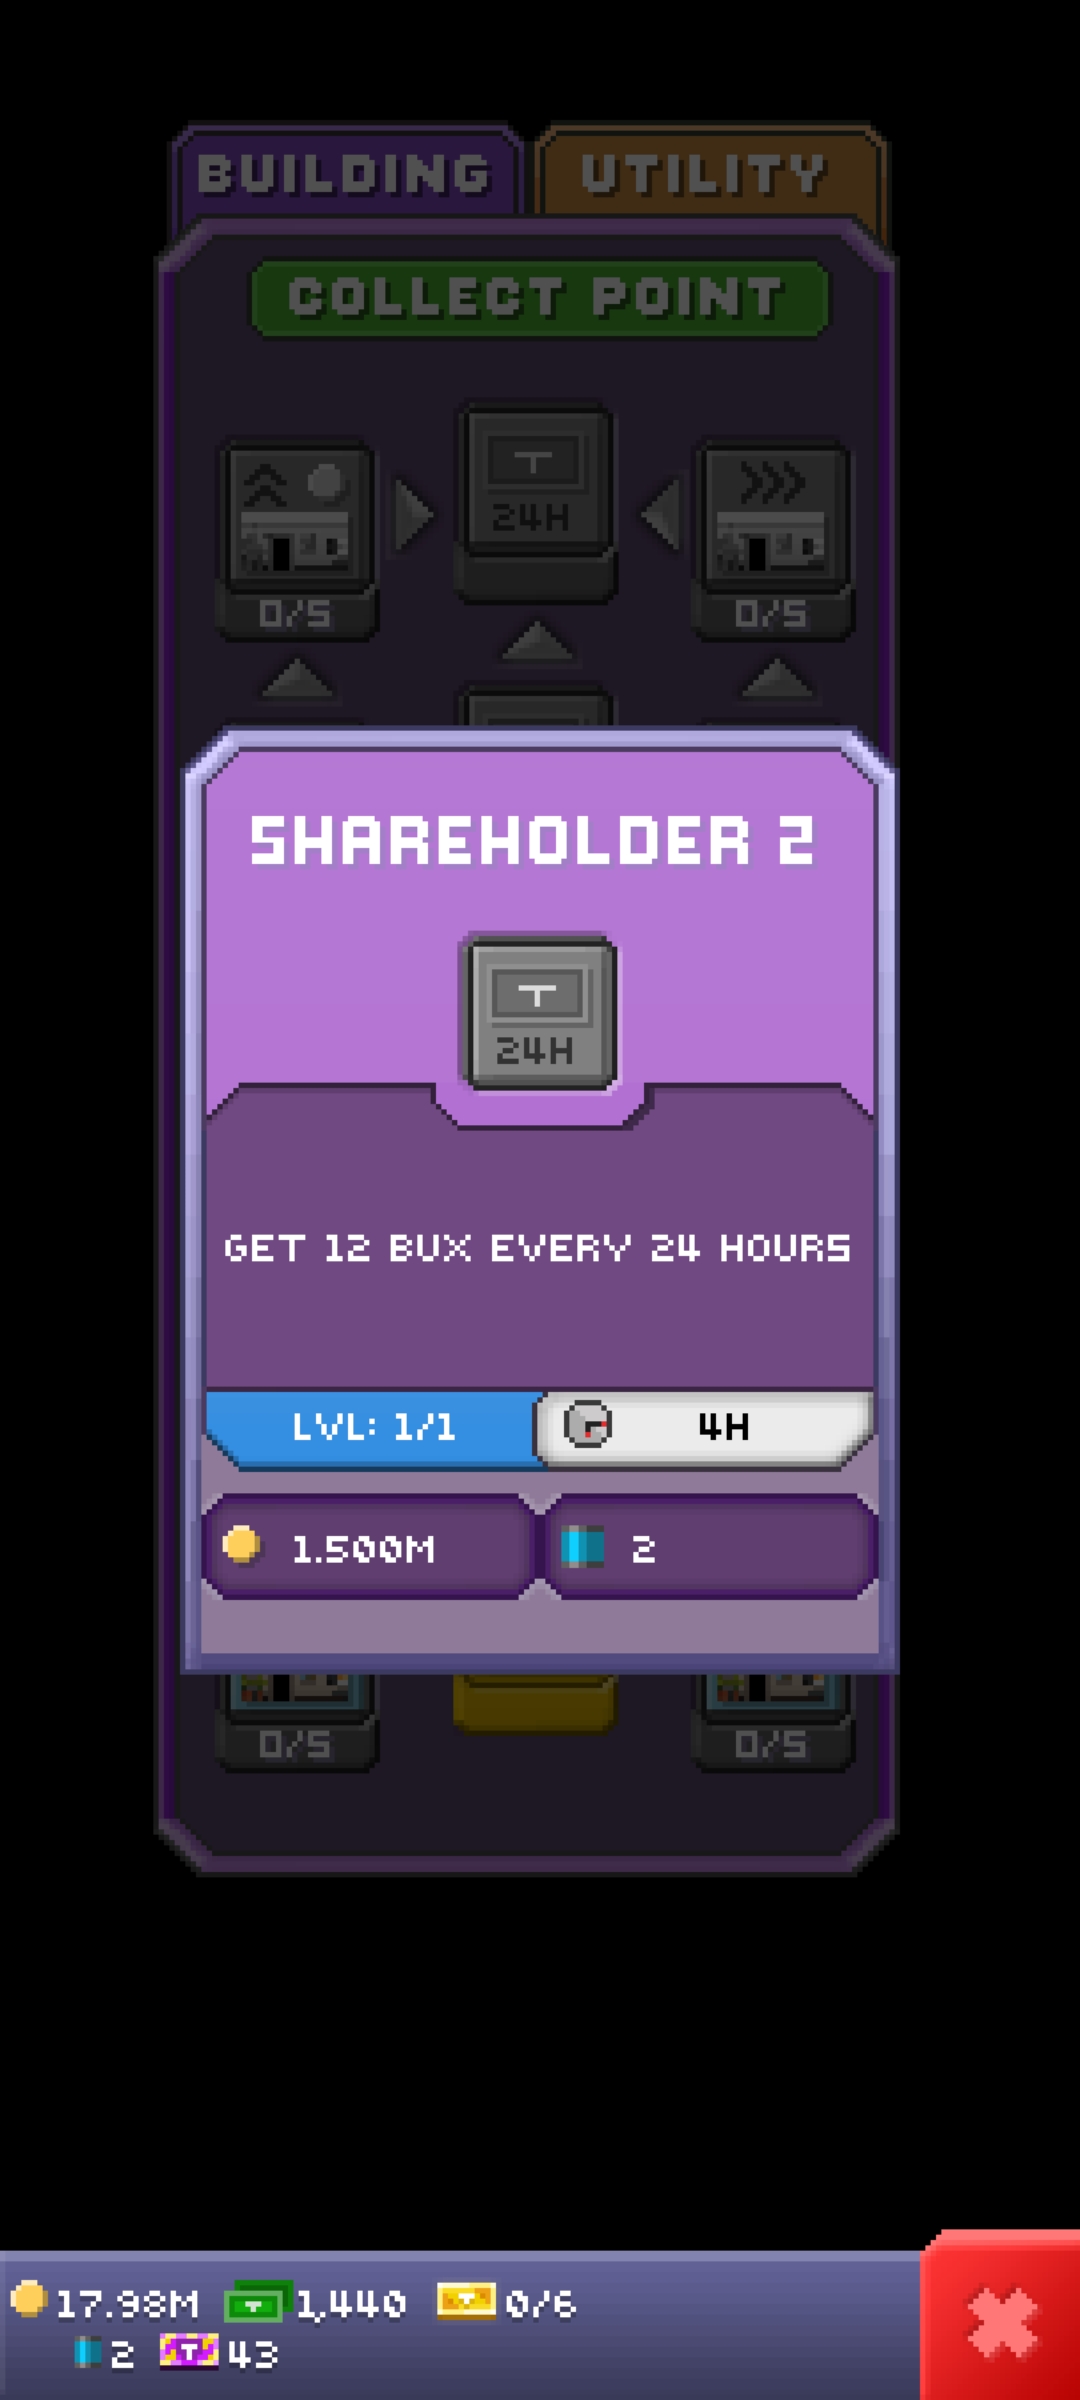 BUILDING UTILITY
COLLECT POINT
24H
0/5 0/5
SHAREHOLDER 2
24H
GET 12 BUX EVERY 24 HOURS
LVL: 1/1 4H
1.500M 2
0/5 0/5
17.98M 1,440 0/6
2 43